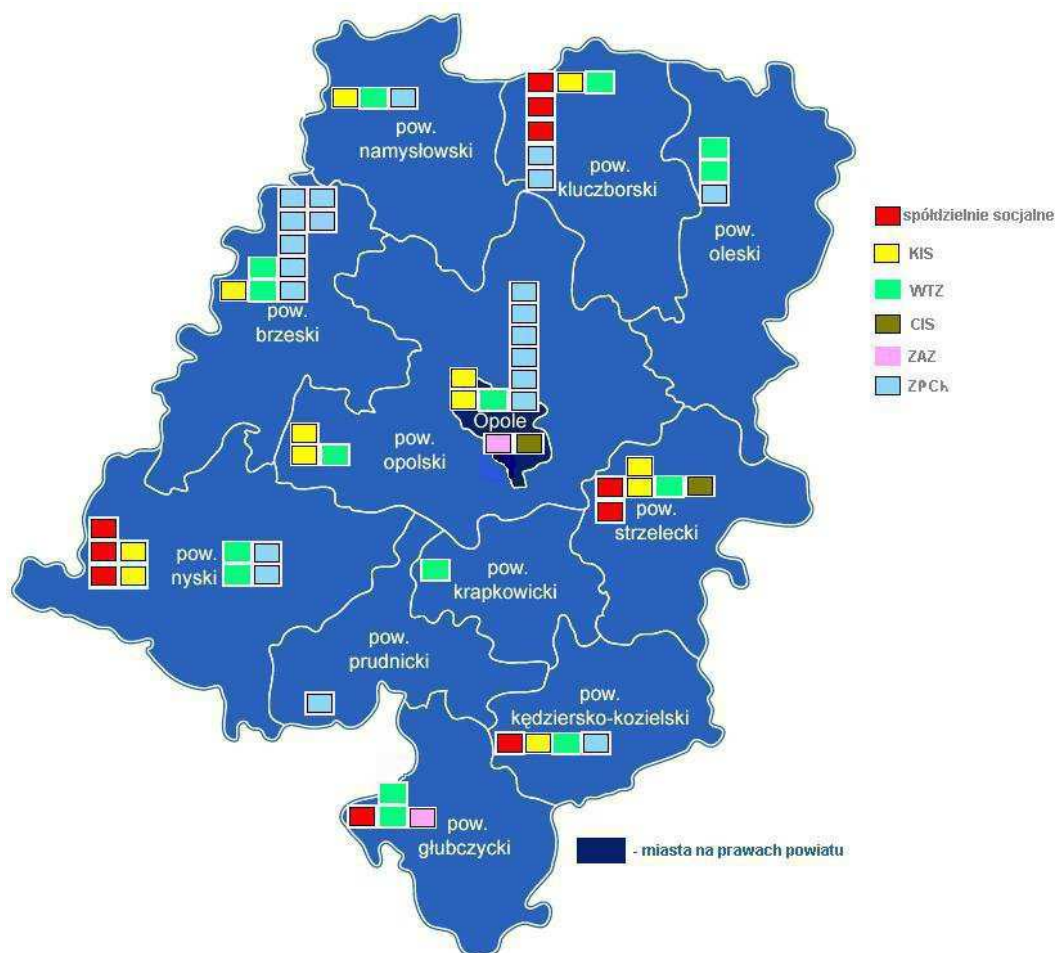 pow.
namysłowski
pow.
kluczborski
pow.
oleski
pow.
brzeski
Opole
pow.
opolski
pow.
strzelecki
pow.
nyski
pow.
krapkowicki
pow.
prudnicki
pow.
kędziersko-kozielski
pow.
głubczycki
spółdzielnie socjalne
KIS
WTZ
CIS
ZAZ
ZPCh
- miasta na prawach powiatu